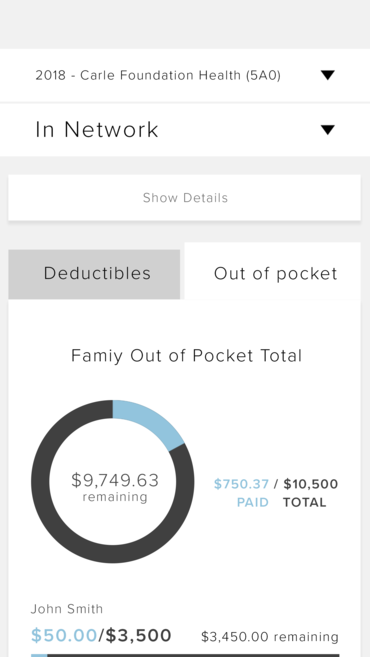 2018 - Carle Foundation Health (5A0)
In Network
Show Details
Deductibles
Out of pocket
Famiy Out of Pocket Total
$9,749.63
remaining
$750.37 / $10,500
PAID TOTAL
John Smith
$50.00/$3,500
$3,450.00 remaining